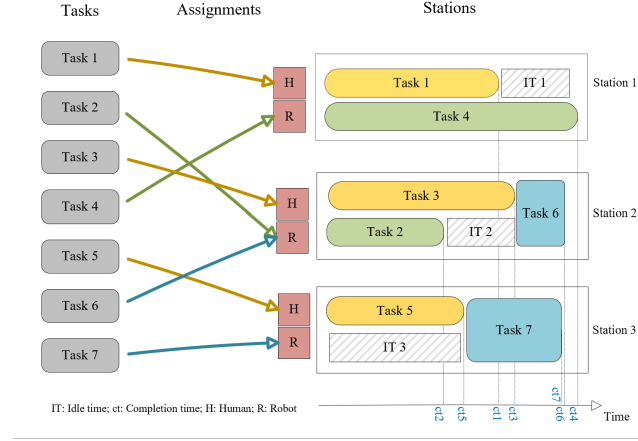 Tasks
Assignments
Stations
Task 1
Task 2
Task 3
Task 4
Task 5
Task 6
Task 7
H
R
H
R
H
R
Task 1
IT 1
Task 4
Station 1
Task 3
Task 2
IT 2
Task 6
Station 2
Task 5
IT 3
Task 7
Station 3
IT: Idle time; ct: Completion time; H: Human; R: Robot
ct2
ct5
ct1
ct3
ct7
ct6
ct4
Time